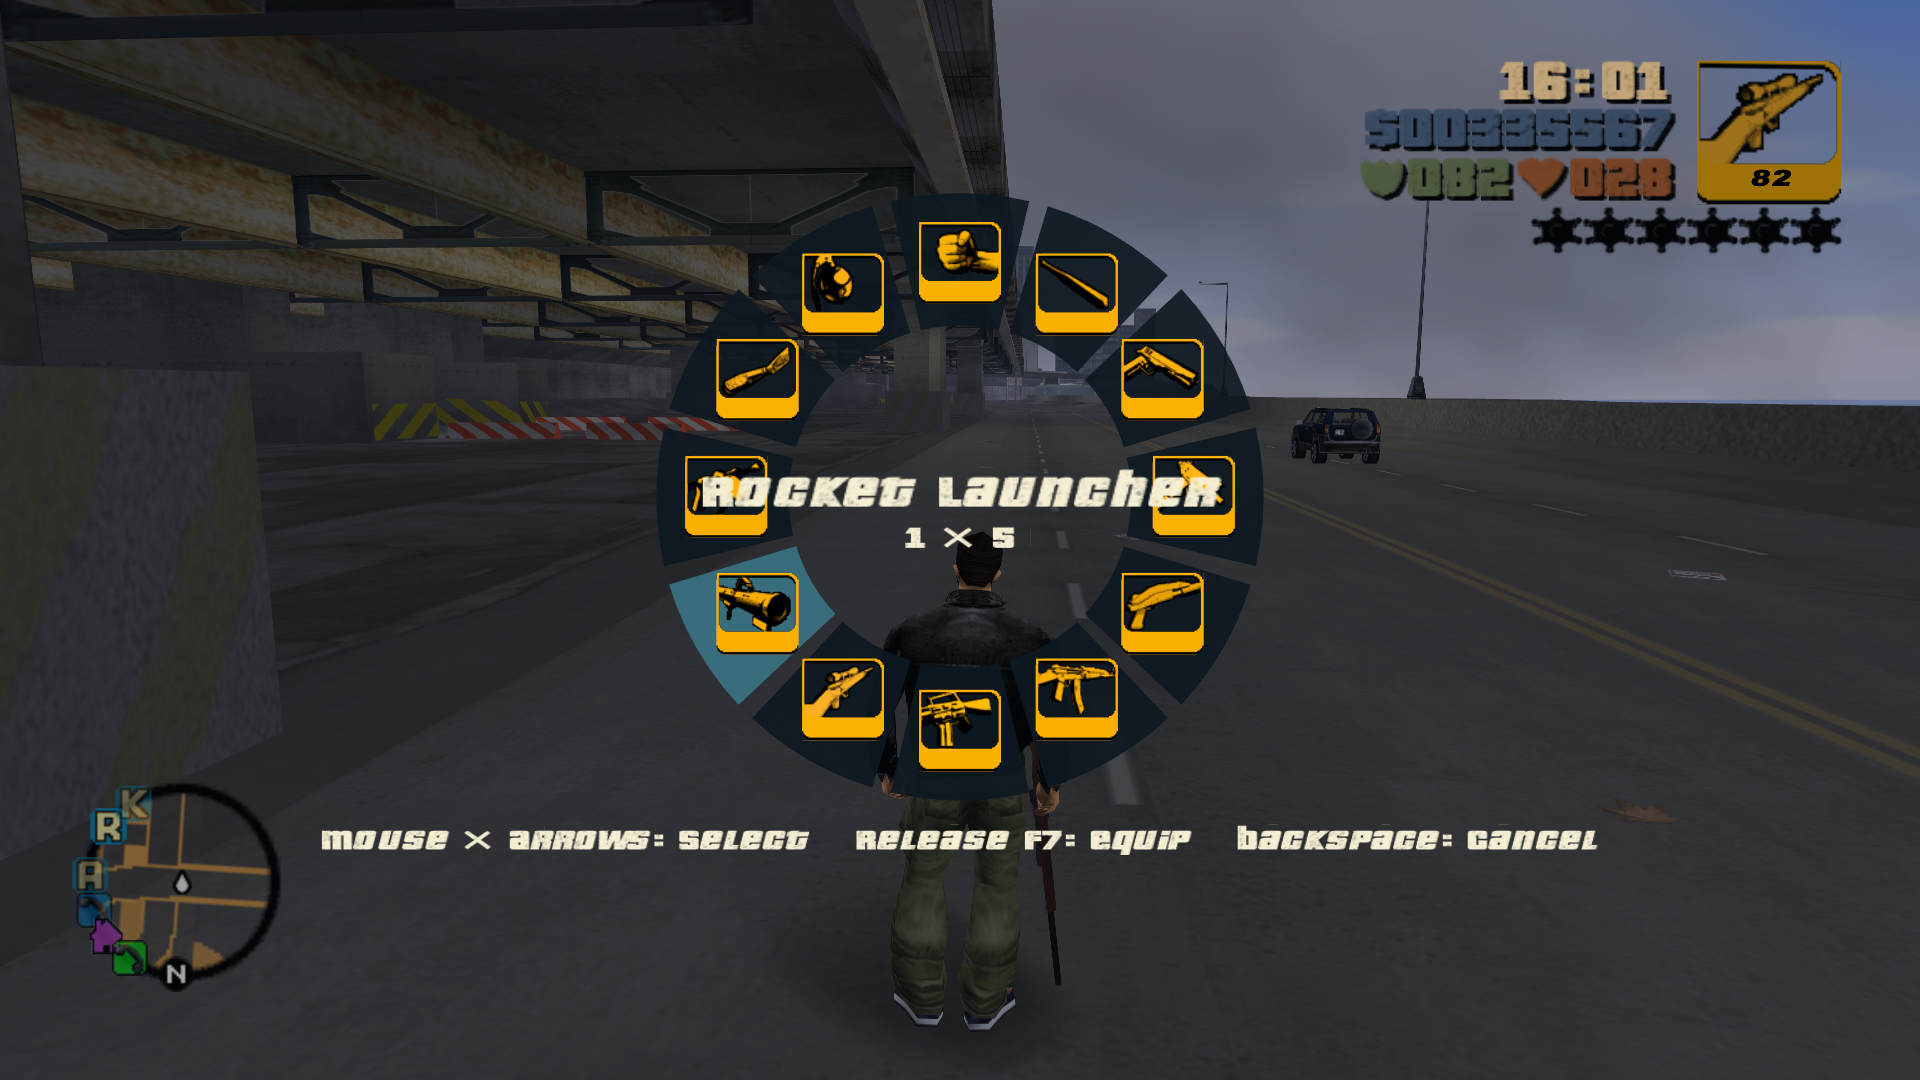 16:01
$00335567
082 028
82
Rocket Launcher
1 X 5
mouse X arrows: select Release F7: equip backspace: cancel
K
R
A
N